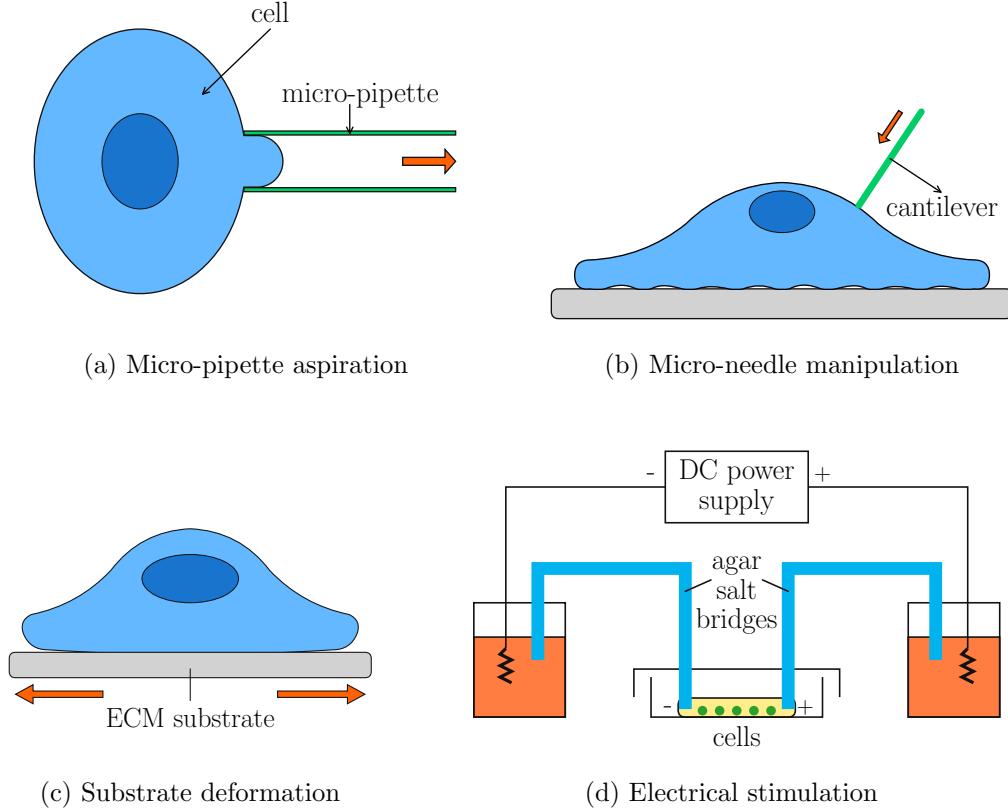 cell
micro-pipette
cantilever
(a) Micro-pipette aspiration
(b) Micro-needle manipulation
- DC power +
supply
agar
salt
bridges
- +
ECM substrate
cells
(c) Substrate deformation
(d) Electrical stimulation